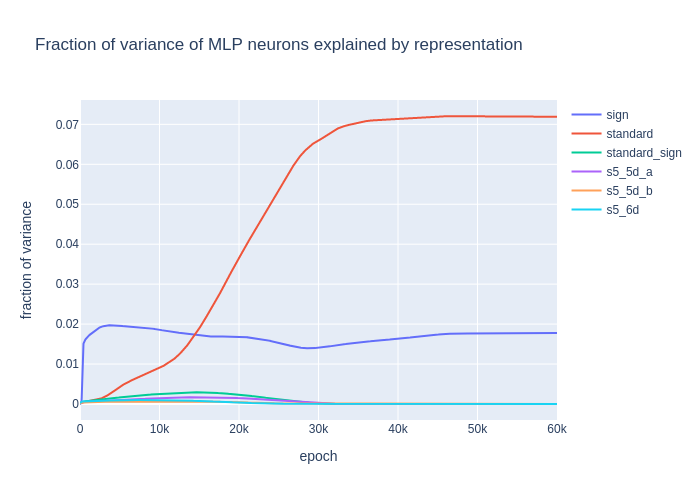 Fraction of variance of MLP neurons explained by representation
fraction of variance
0.07
0.06
0.05
0.04
0.03
0.02
0.01
0
0 10k 20k 30k 40k 50k 60k
epoch
sign
standard
standard_sign
s5_5d_a
s5_5d_b
s5_6d